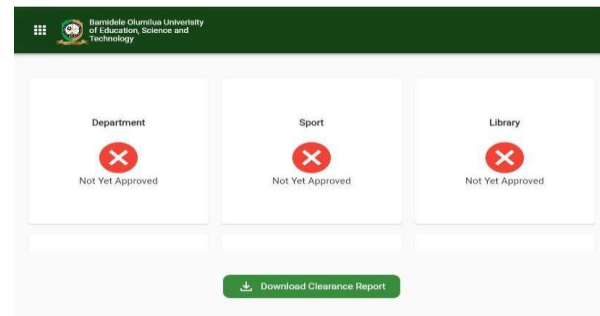 Bamidele Olumilua Univerisity
of Education, Science and
Technology
Department
Sport
Library
Not Yet Approved
Not Yet Approved
Not Yet Approved
Download Clearance Report